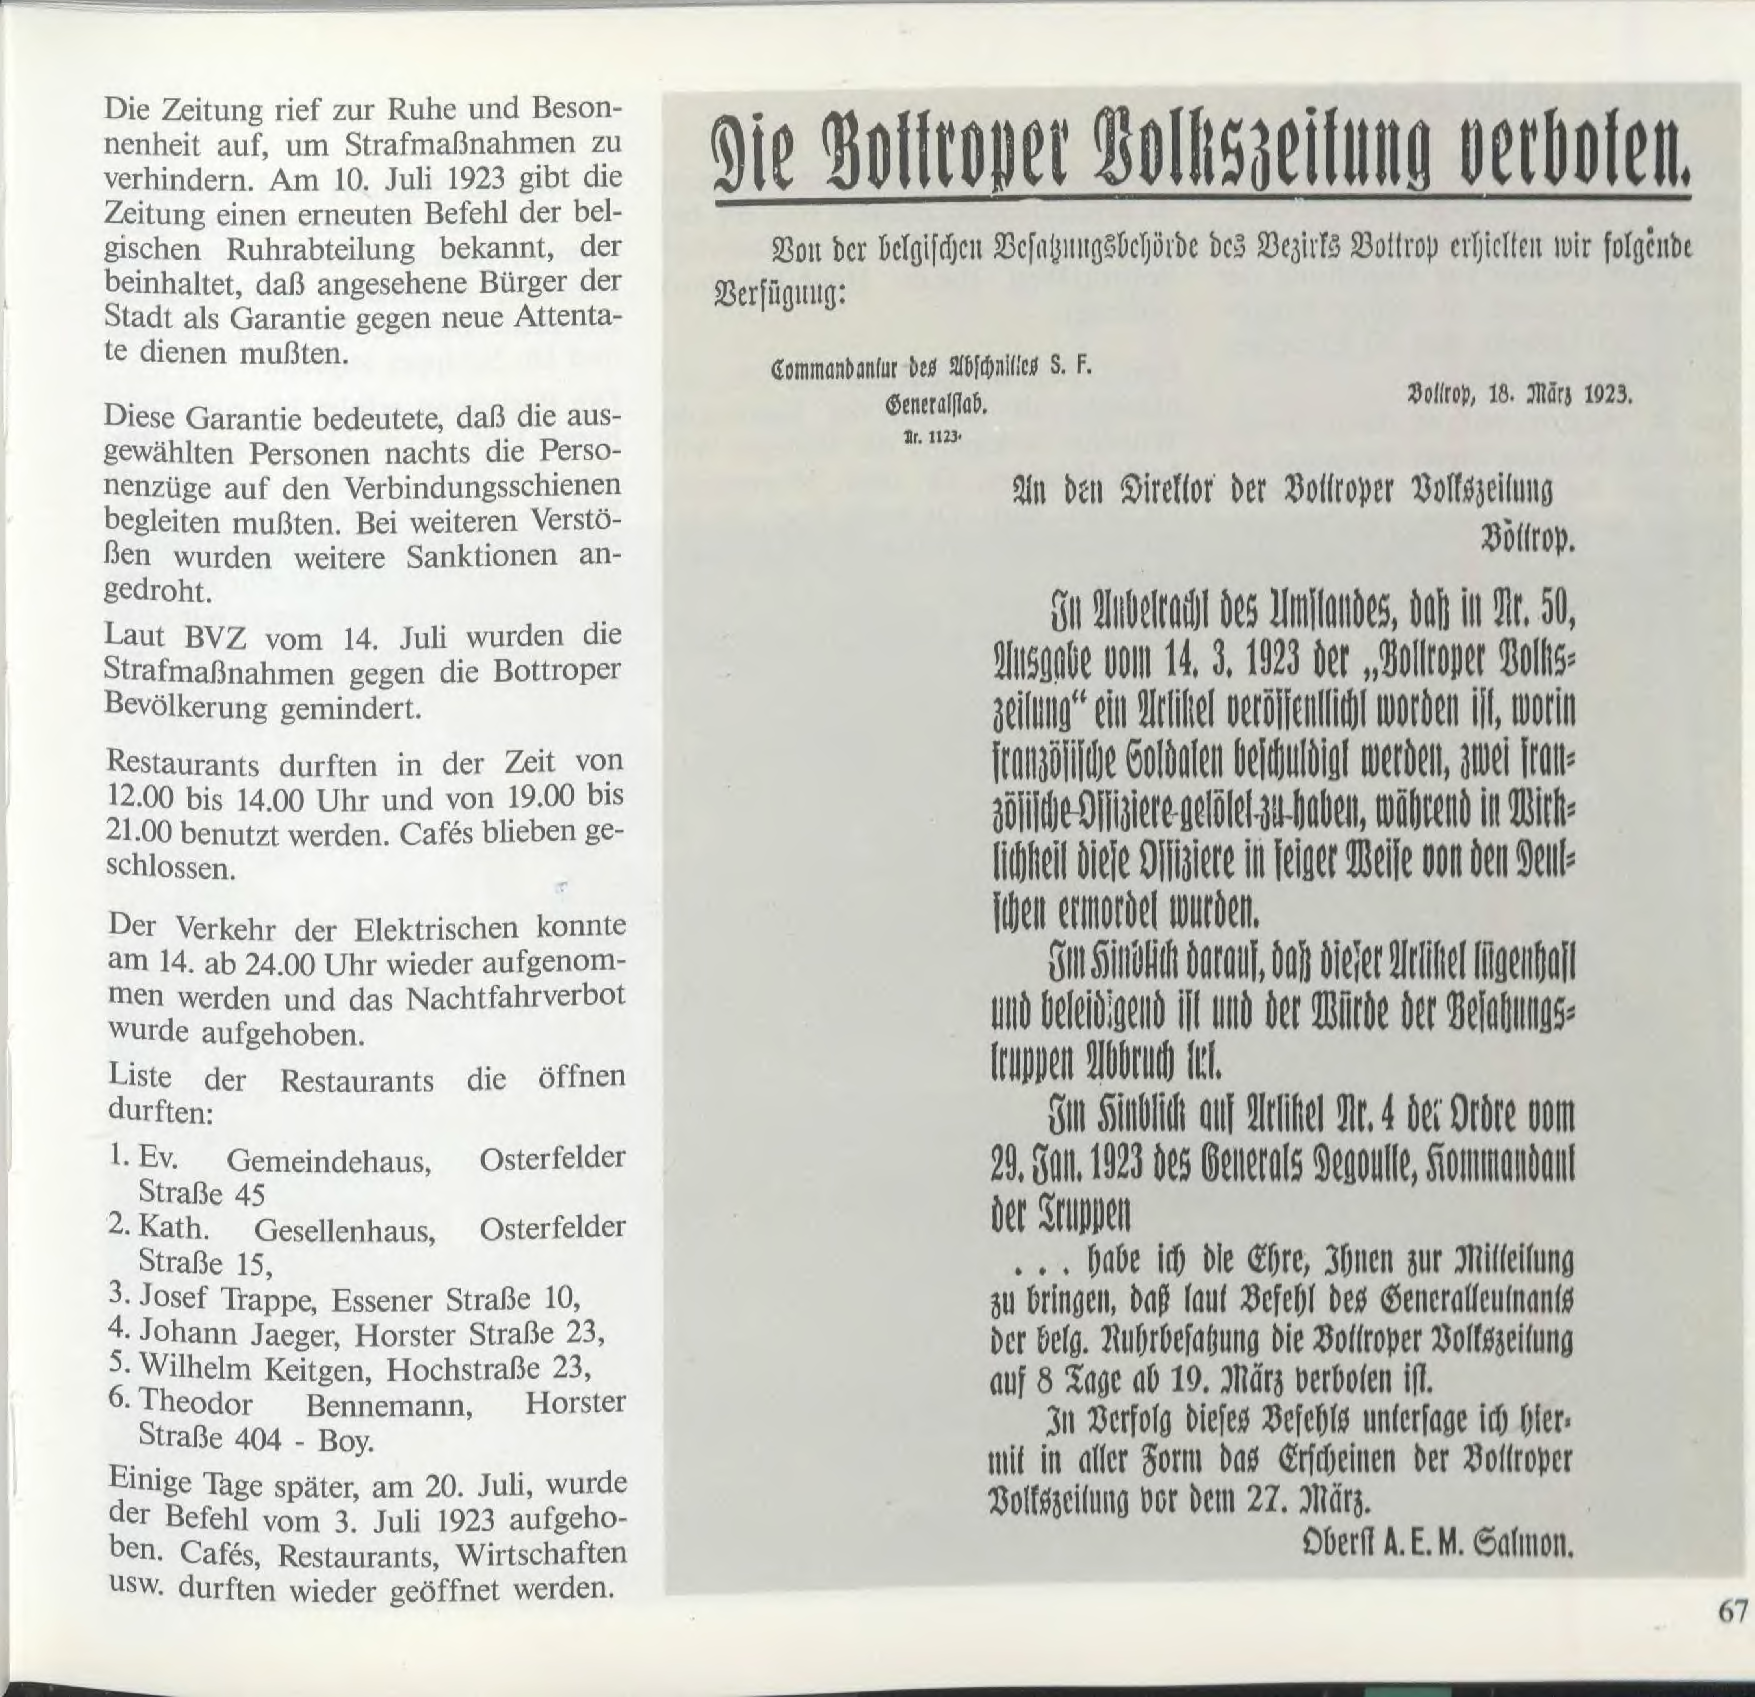 Die Zeitung rief zur Ruhe und Beson-
nenheit auf, um Strafmaßnahmen zu
verhindern. Am 10. Juli 1923 gibt die
Zeitung einen erneuten Befehl der bel-
gischen Ruhrabteilung bekannt, der
beinhaltet, daß angesehene Bürger der
Stadt als Garantie gegen neue Attenta-
te dienen mußten.
Diese Garantie bedeutete, daß die aus-
gewählten Personen nachts die Perso-
nenzüge auf den Verbindungsschienen
begleiten mußten. Bei weiteren Verstö-
ßen wurden weitere Sanktionen an-
gedroht.
Laut BVZ vom 14. Juli wurden die
Strafmaßnahmen gegen die Bottroper
Bevölkerung gemindert.
Restaurants durften in der Zeit von
12.00 bis 14.00 Uhr und von 19.00 bis
21.00 benutzt werden. Cafés blieben ge-
schlossen.
Der Verkehr der Elektrischen konnte
am 14. ab 24.00 Uhr wieder aufgenom-
men werden und das Nachtfahrverbot
wurde aufgehoben.
Liste der Restaurants die öffnen
durften:
1. Ev. Gemeindehaus, Osterfelder
Straße 45
2. Kath. Gesellenhaus, Osterfelder
Straße 15,
3. Josef Trappe, Essener Straße 10,
4. Johann Jaeger, Horster Straße 23,
5. Wilhelm Keitgen, Hochstraße 23,
6. Theodor Bennemann, Horster
Straße 404 - Boy.
Einige Tage später, am 20. Juli, wurde
der Befehl vom 3. Juli 1923 aufgeho-
ben. Cafés, Restaurants, Wirtschaften
usw. durften wieder geöffnet werden.
Die Bottroper Volkszeitung verboten.
Von der belgischen Besatzungsbehörde des Bezirks Bottrop erhielten wir folgende
Verfügung:
Commandantur des Abschnittes S. F.
Generalstab.
Nr. 1123.
Bottrop, 18. März 1923.
An den Direktor der Bottroper Volkszeitung
Bottrop.
In Anbetracht des Umstandes, daß in Nr. 50,
Ausgabe vom 14. 3. 1923 der „Bottroper Volks-
zeitung“ ein Artikel veröffentlicht worden ist, worin
französische Soldaten beschuldigt werden, zwei fran-
zösische Offiziere getötet zu haben, während in Wirk-
lichkeit diese Offiziere in feiger Weise von den Deut-
schen ermordet wurden.
Im Hinblick darauf, daß dieser Artikel lügenhaft
und beleidigend ist und der Würde der Besatzungs-
truppen Abbruch tut.
Im Hinblick auf Artikel Nr. 4 der Ordre vom
29. Jan. 1923 des Generals Degoutte, Kommandant
der Truppen
. . . habe ich die Ehre, Ihnen zur Mitteilung
zu bringen, daß laut Befehl des Generalleutnants
der belg. Ruhrbesatzung die Bottroper Volkszeitung
auf 8 Tage ab 19. März verboten ist.
In Verfolg dieses Befehls untersage ich hier-
mit in aller Form das Erscheinen der Bottroper
Volkszeitung vor dem 27. März.
Oberst A. E. M. Salmon.
67